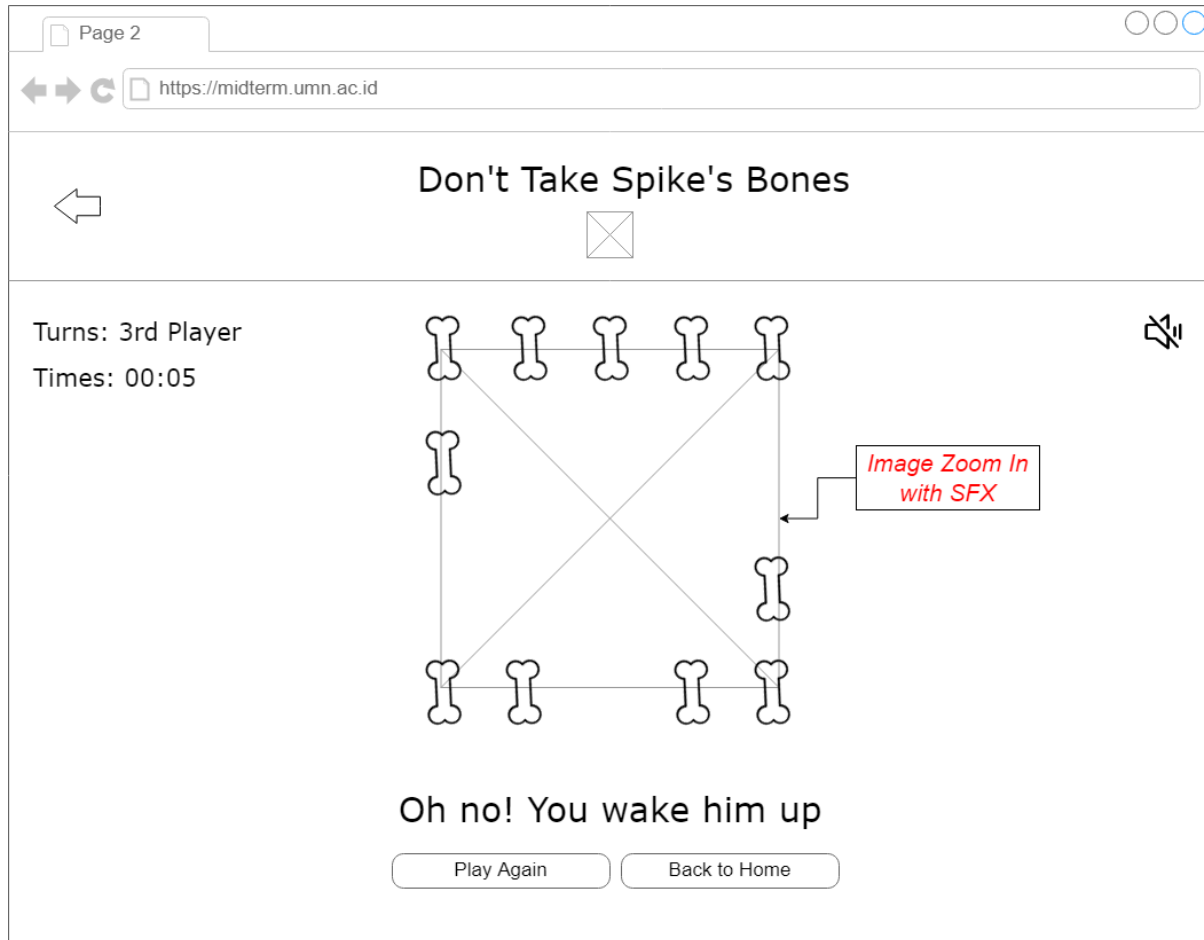 Page 2
https://midterm.umn.ac.id
Don't Take Spike's Bones
Turns: 3rd Player
Times: 00:05
Image Zoom In
with SFX
Oh no! You wake him up
Play Again
Back to Home